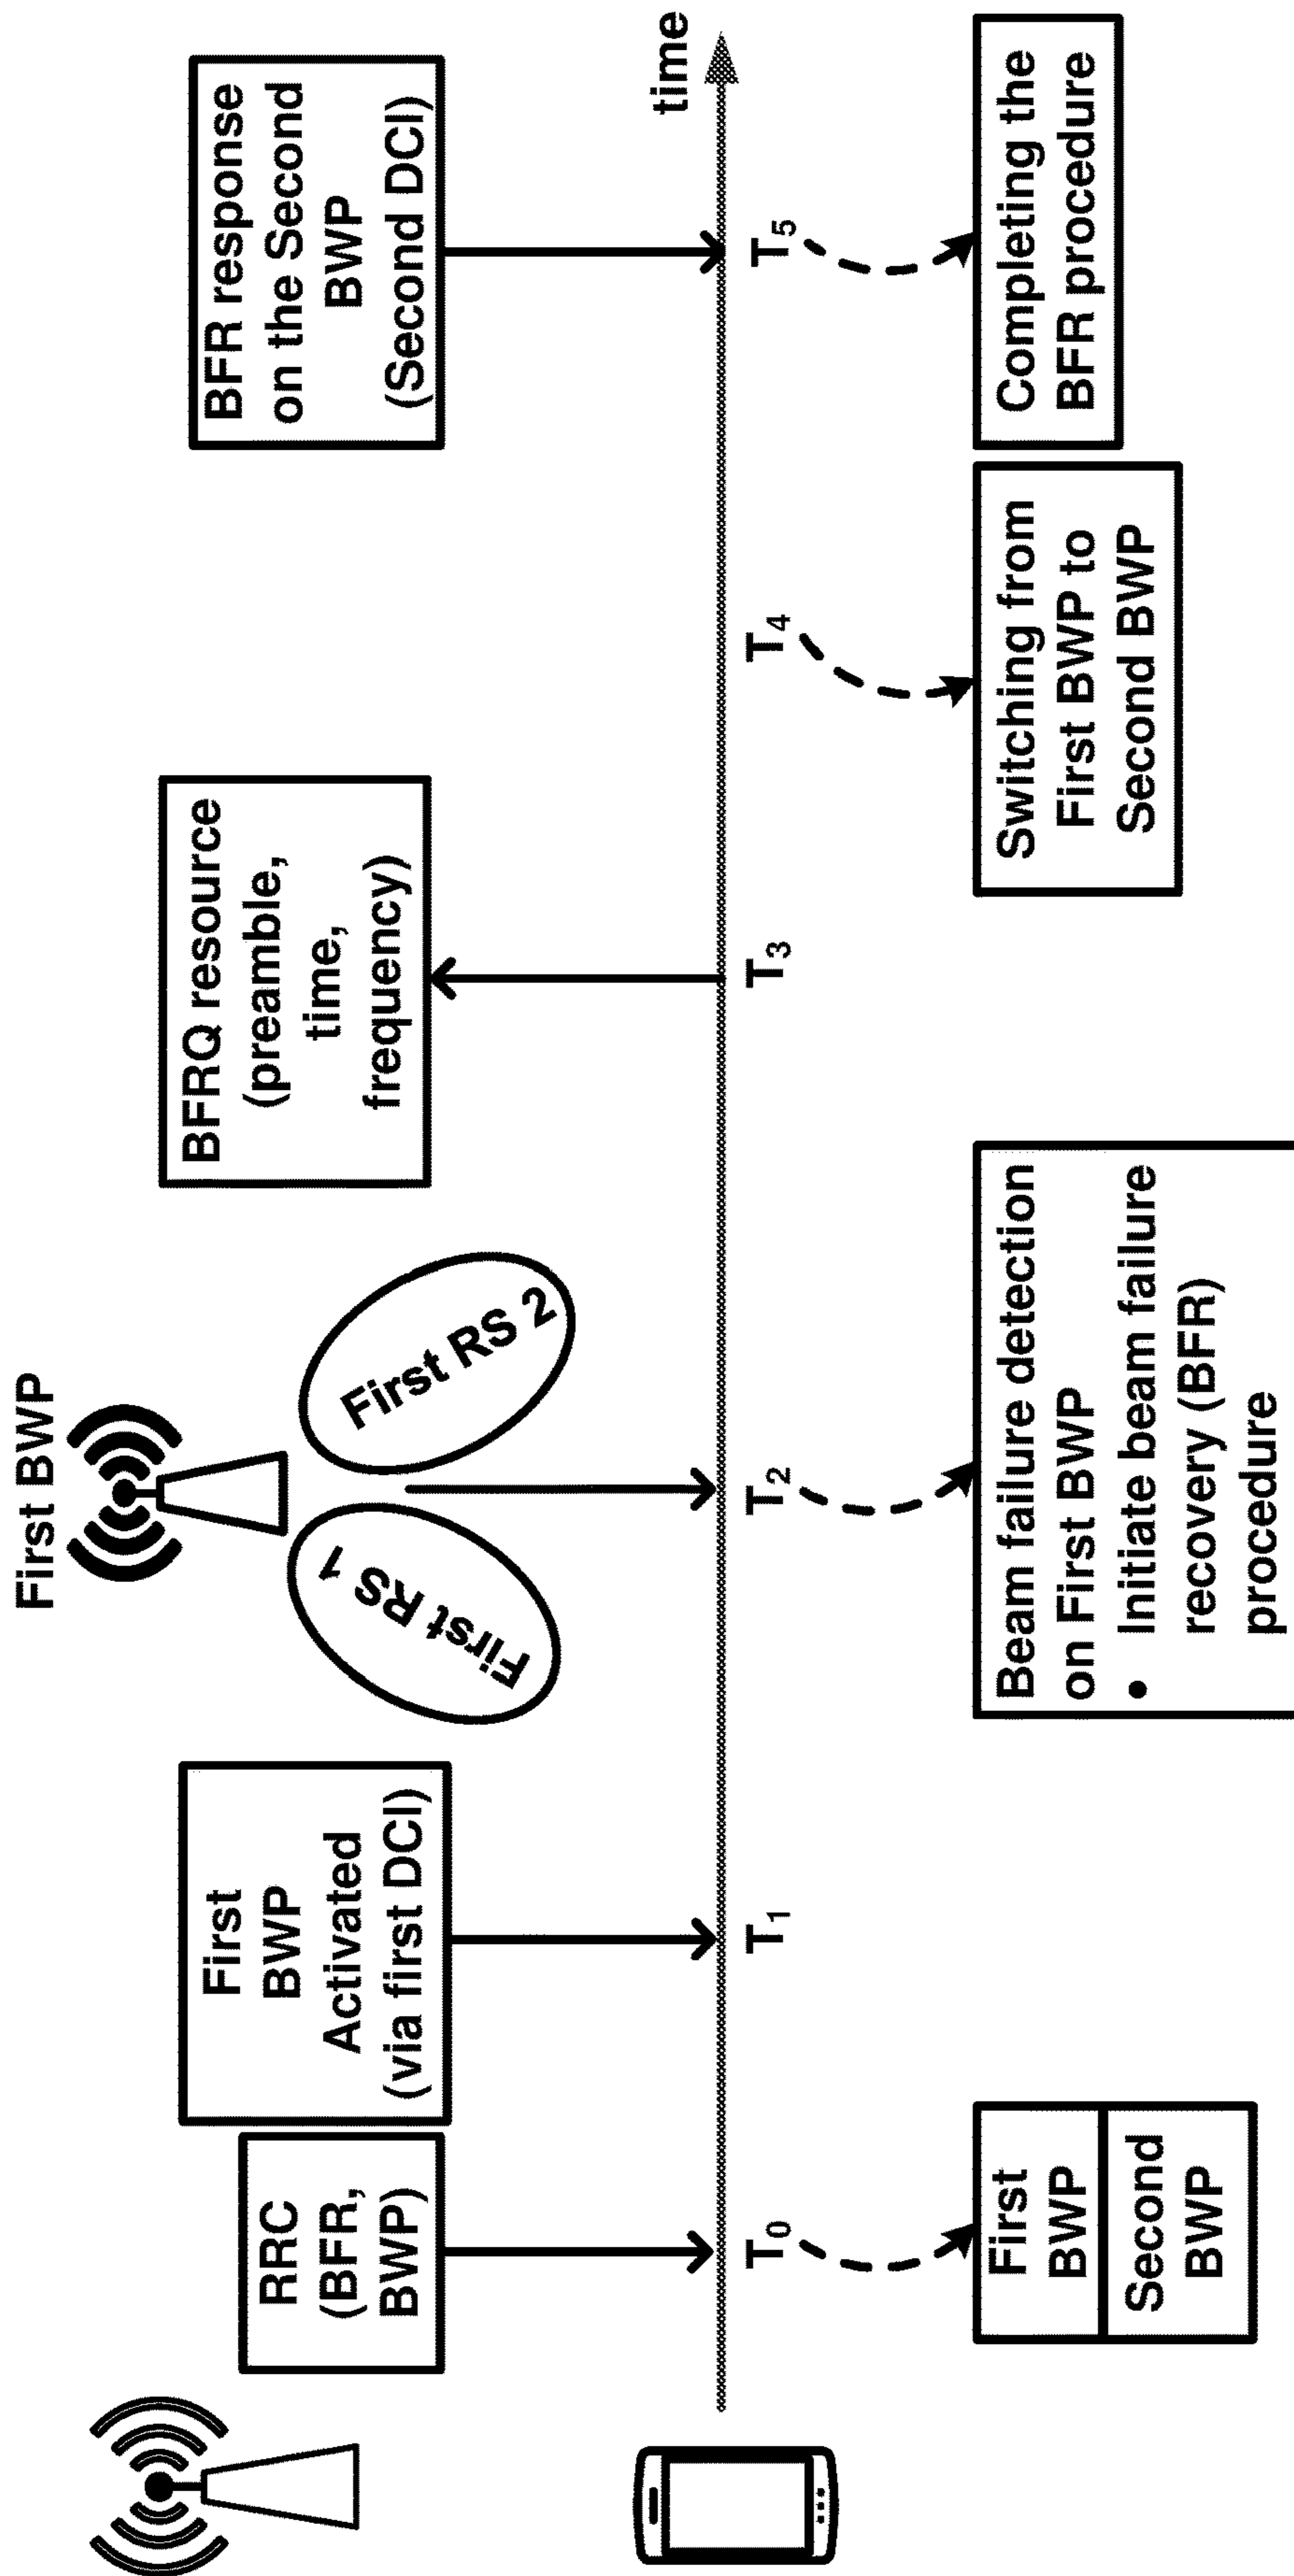 First BWP
RRC
(BFR,
BWP)
First
BWP
Activated
(via first DCI)
First RS 1
First RS 2
BFRQ resource
(preamble,
time,
frequency)
BFR response
on the Second
BWP
(Second DCI)
time
T0
T1
T2
T3
T4
T5
First
BWP
Second
BWP
Beam failure detection
on First BWP
• Initiate beam failure
recovery (BFR)
procedure
Switching from
First BWP to
Second BWP
Completing the
BFR procedure